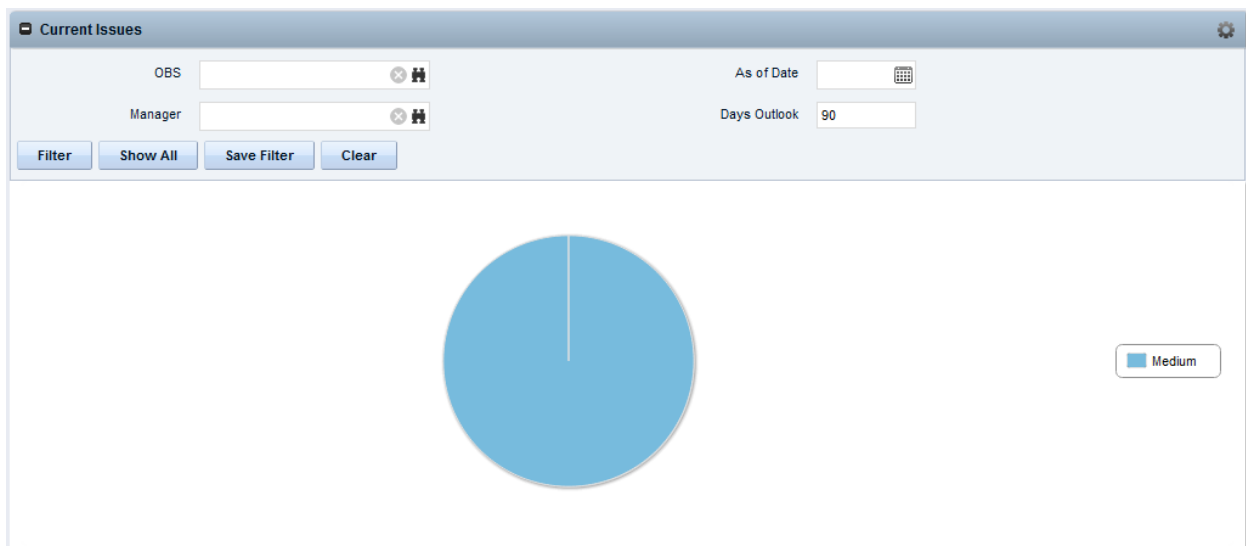 Current Issues
OBS
As of Date
Manager
Days Outlook 90
Filter Show All Save Filter Clear
Medium